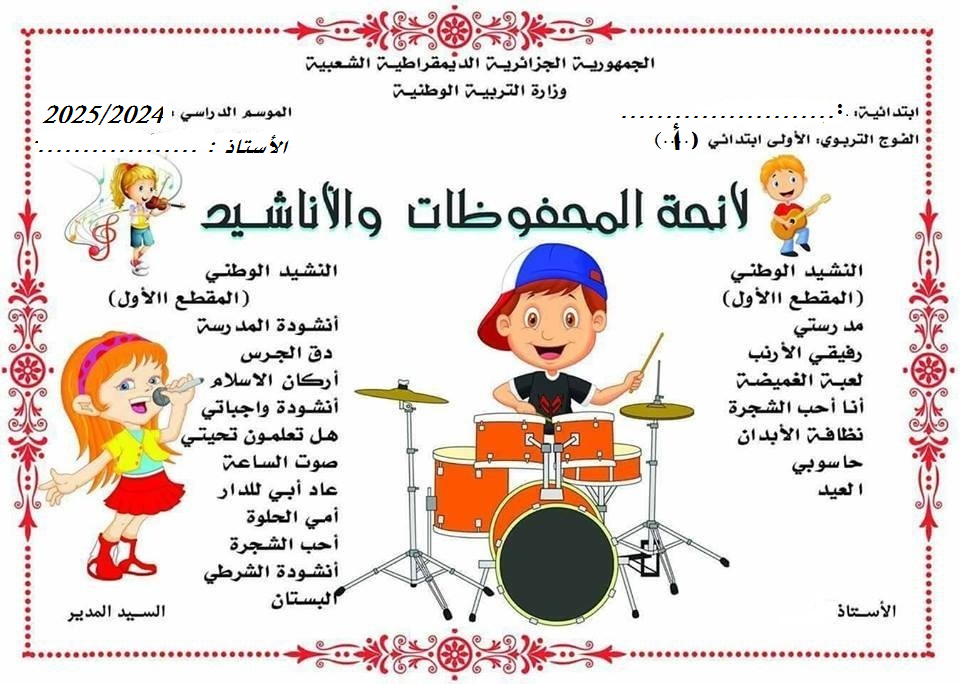 الجمهورية الجزائرية الديمقراطية الشعبية
وزارة التربية الوطنية
ابتدائية: :........................
الموسم الدراسي : 2025/2024
الفوج التربوي: الأولى ابتدائي (..أ..)
الأستاذ : ..................
لائحة المحفوظات والأناشيد
النشيد الوطني
(المقطع االأول)
مدرستي
رفيقي الأرنب
لعبة الغميضة
أنا أحب الشجرة
نظافة الأبدان
حاسوبي
العيد
النشيد الوطني
(المقطع االأول)
أنشودة المدرسة
دق الجرس
أركان الاسلام
أنشودة واجباتي
هل تعلمون تحيتي
صوت الساعة
عاد أبي للدار
أمي الحلوة
أحب الشجرة
أنشودة الشرطي
البستان
الأستاذ
السيد المدير